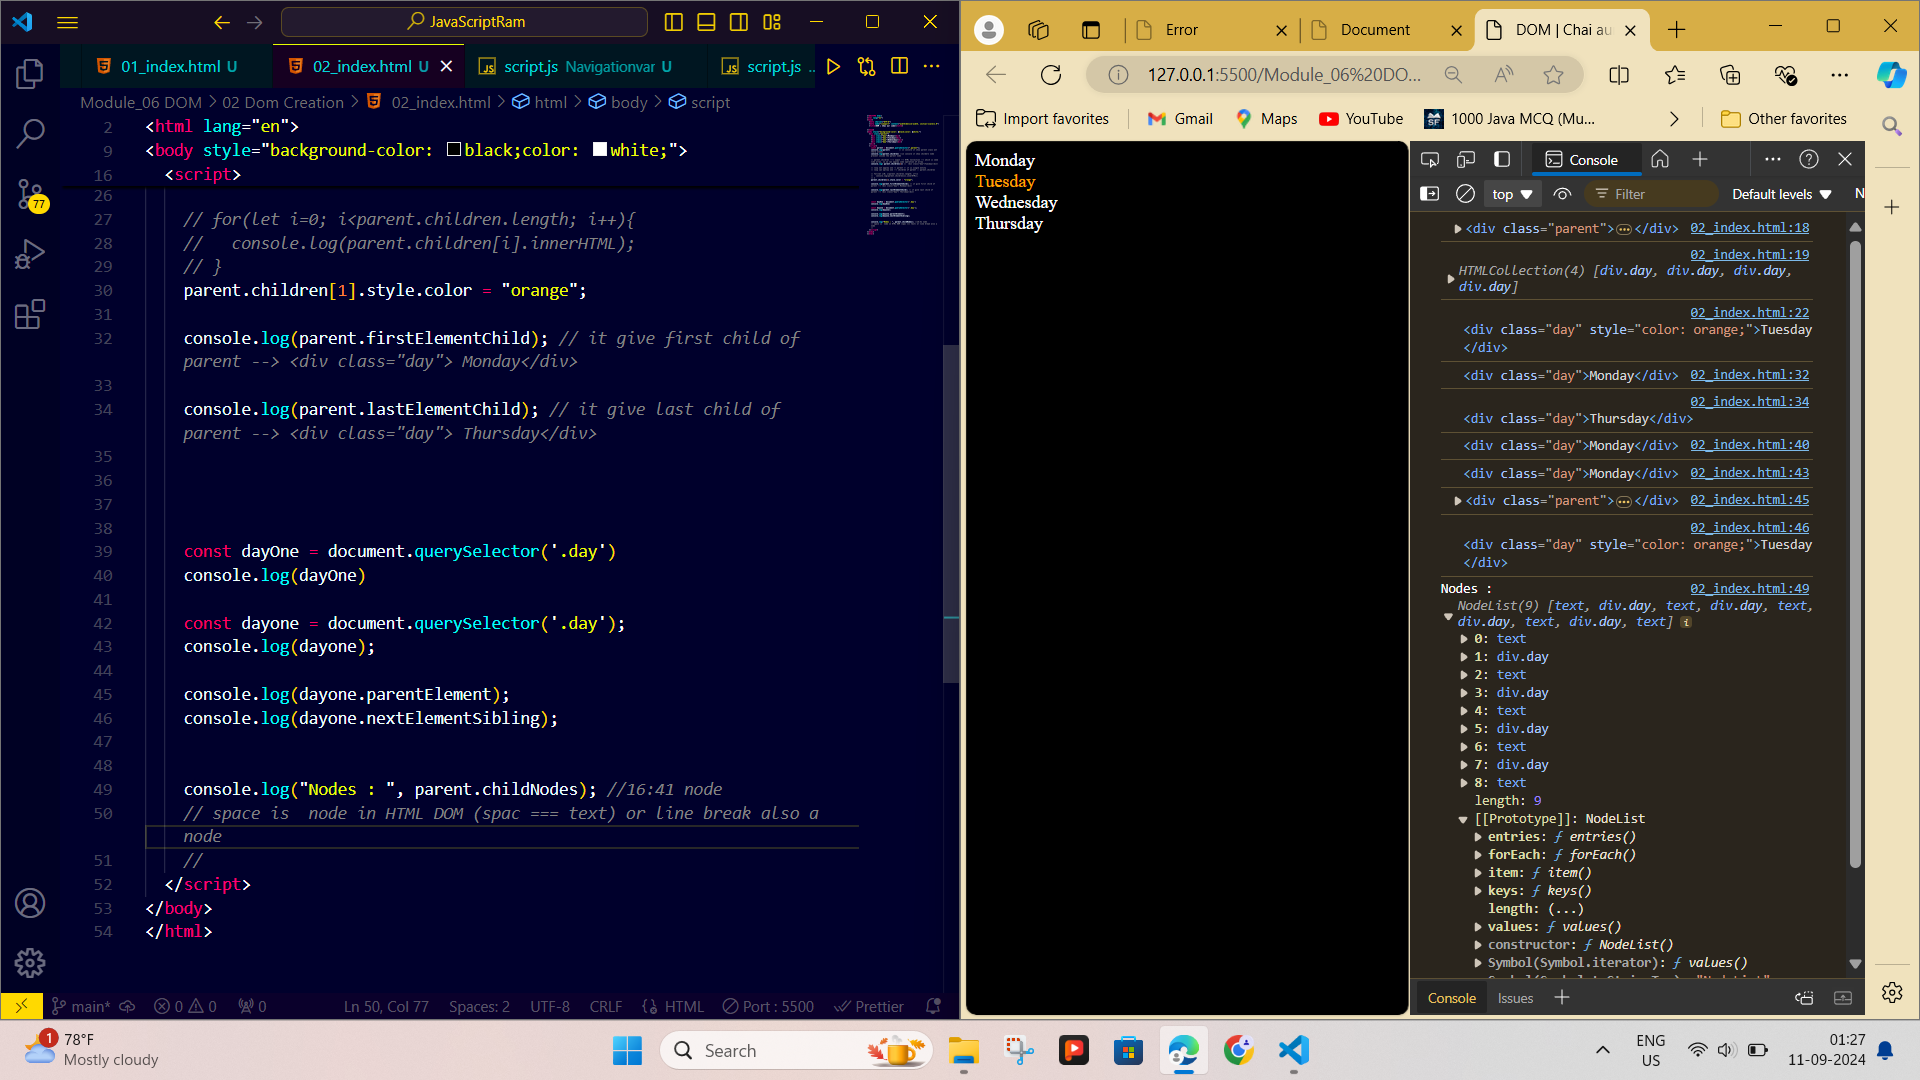 JavaScriptRam
01_index.html U
02_index.html U
script.js Navigationvar U
script.js ..
Module_06 DOM > 02 Dom Creation > 02_index.html > html > body > script
2 <html lang="en">
9 <body style="background-color: black;color: white;">
16 <script>
26
27 // for(let i=0; i<parent.children.length; i++){
28 //   console.log(parent.children[i].innerHTML);
29 // }
30 parent.children[1].style.color = "orange";
31
32 console.log(parent.firstElementChild); // it give first child of
parent --> <div class="day"> Monday</div>
33
34 console.log(parent.lastElementChild); // it give last child of
parent --> <div class="day"> Thursday</div>
35
36
37
38
39 const dayOne = document.querySelector('.day')
40 console.log(dayOne)
41
42 const dayone = document.querySelector('.day');
43 console.log(dayone);
44
45 console.log(dayone.parentElement);
46 console.log(dayone.nextElementSibling);
47
48
49 console.log("Nodes : ", parent.childNodes); //16:41 node
50 // space is  node in HTML DOM (spac === text) or line break also a
node
51 //
52 </script>
53 </body>
54 </html>
77
main* 0 0 0 Ln 50, Col 77 Spaces: 2 UTF-8 CRLF HTML Port : 5500 Prettier
Error
Document
DOM | Chai au
127.0.0.1:5500/Module_06%20DO...
Import favorites Gmail Maps YouTube 1000 Java MCQ (Mu... Other favorites
Monday
Tuesday
Wednesday
Thursday
Console
top Filter Default levels N
<div class="parent">...</div> 02_index.html:18
02_index.html:19
HTMLCollection(4) [div.day, div.day, div.day,
div.day]
02_index.html:22
<div class="day" style="color: orange;">Tuesday
</div>
<div class="day">Monday</div> 02_index.html:32
02_index.html:34
<div class="day">Thursday</div>
<div class="day">Monday</div> 02_index.html:40
<div class="day">Monday</div> 02_index.html:43
<div class="parent">...</div> 02_index.html:45
02_index.html:46
<div class="day" style="color: orange;">Tuesday
</div>
Nodes : 02_index.html:49
NodeList(9) [text, div.day, text, div.day, text,
div.day, text, div.day, text] i
0: text
1: div.day
2: text
3: div.day
4: text
5: div.day
6: text
7: div.day
8: text
length: 9
[[Prototype]]: NodeList
entries: ƒ entries()
forEach: ƒ forEach()
item: ƒ item()
keys: ƒ keys()
length: (...)
values: ƒ values()
constructor: ƒ NodeList()
Symbol(Symbol.iterator): ƒ values()
Console Issues
1
78°F
Mostly cloudy
Search
ENG
US
01:27
11-09-2024